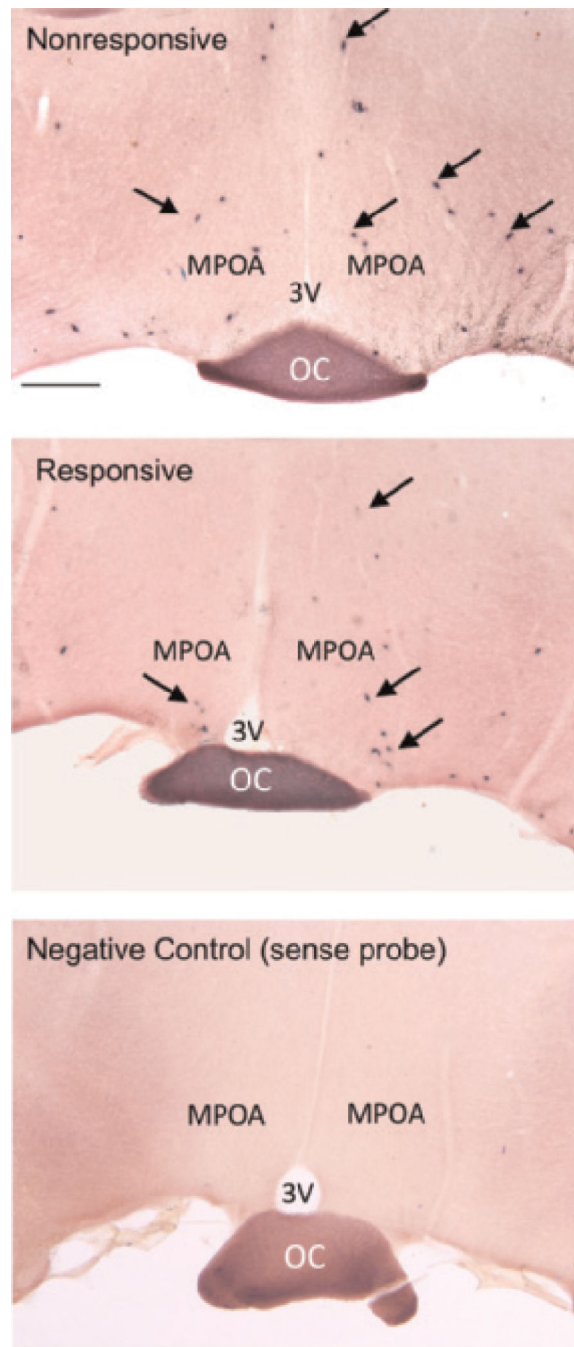 Nonresponsive
MPOA MPOA
3V
OC
Responsive
MPOA MPOA
3V
OC
Negative Control (sense probe)
MPOA MPOA
3V
OC